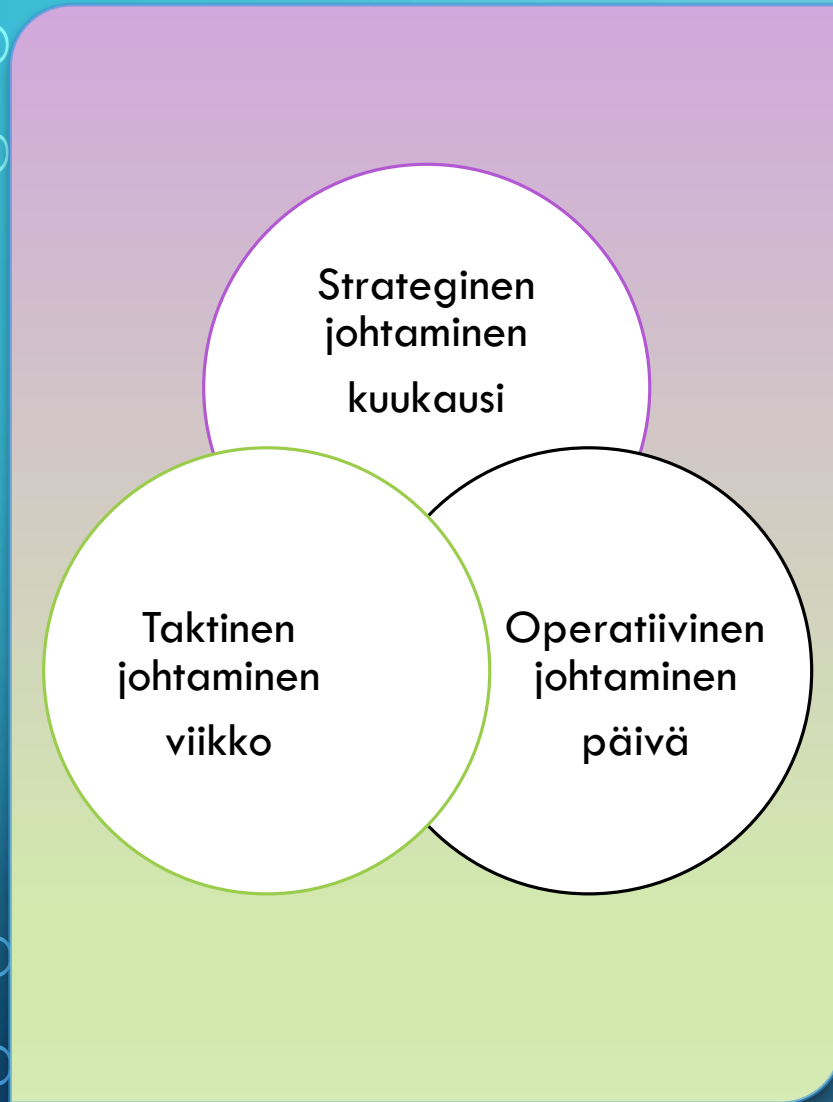 Strateginen
johtaminen
kuukausi
Taktinen
johtaminen
viikko
Operatiivinen
johtaminen
päivä